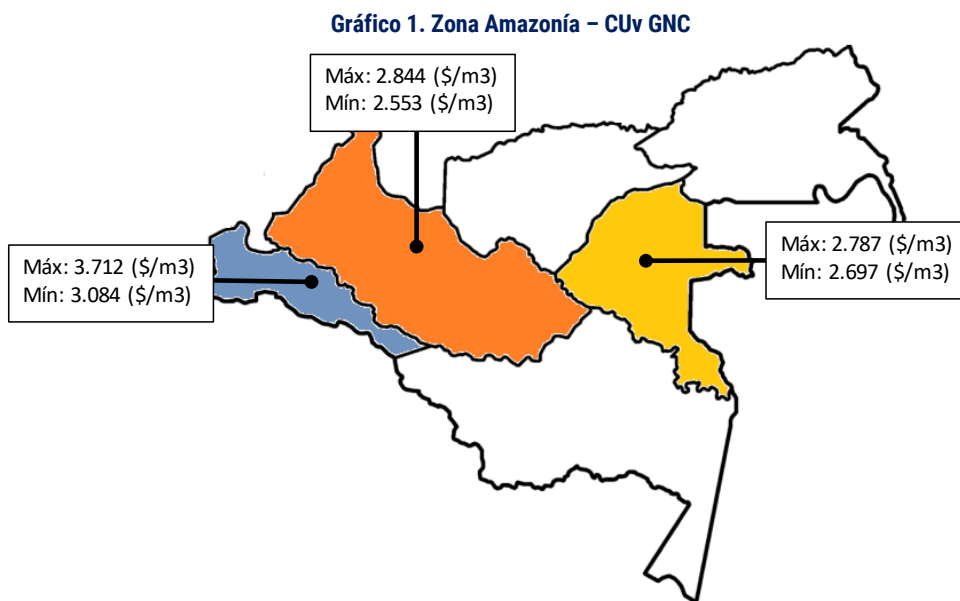 Gráfico 1. Zona Amazonía – CUv GNC
Máx: 2.844 ($/m3)
Mín: 2.553 ($/m3)
Máx: 3.712 ($/m3)
Mín: 3.084 ($/m3)
Máx: 2.787 ($/m3)
Mín: 2.697 ($/m3)